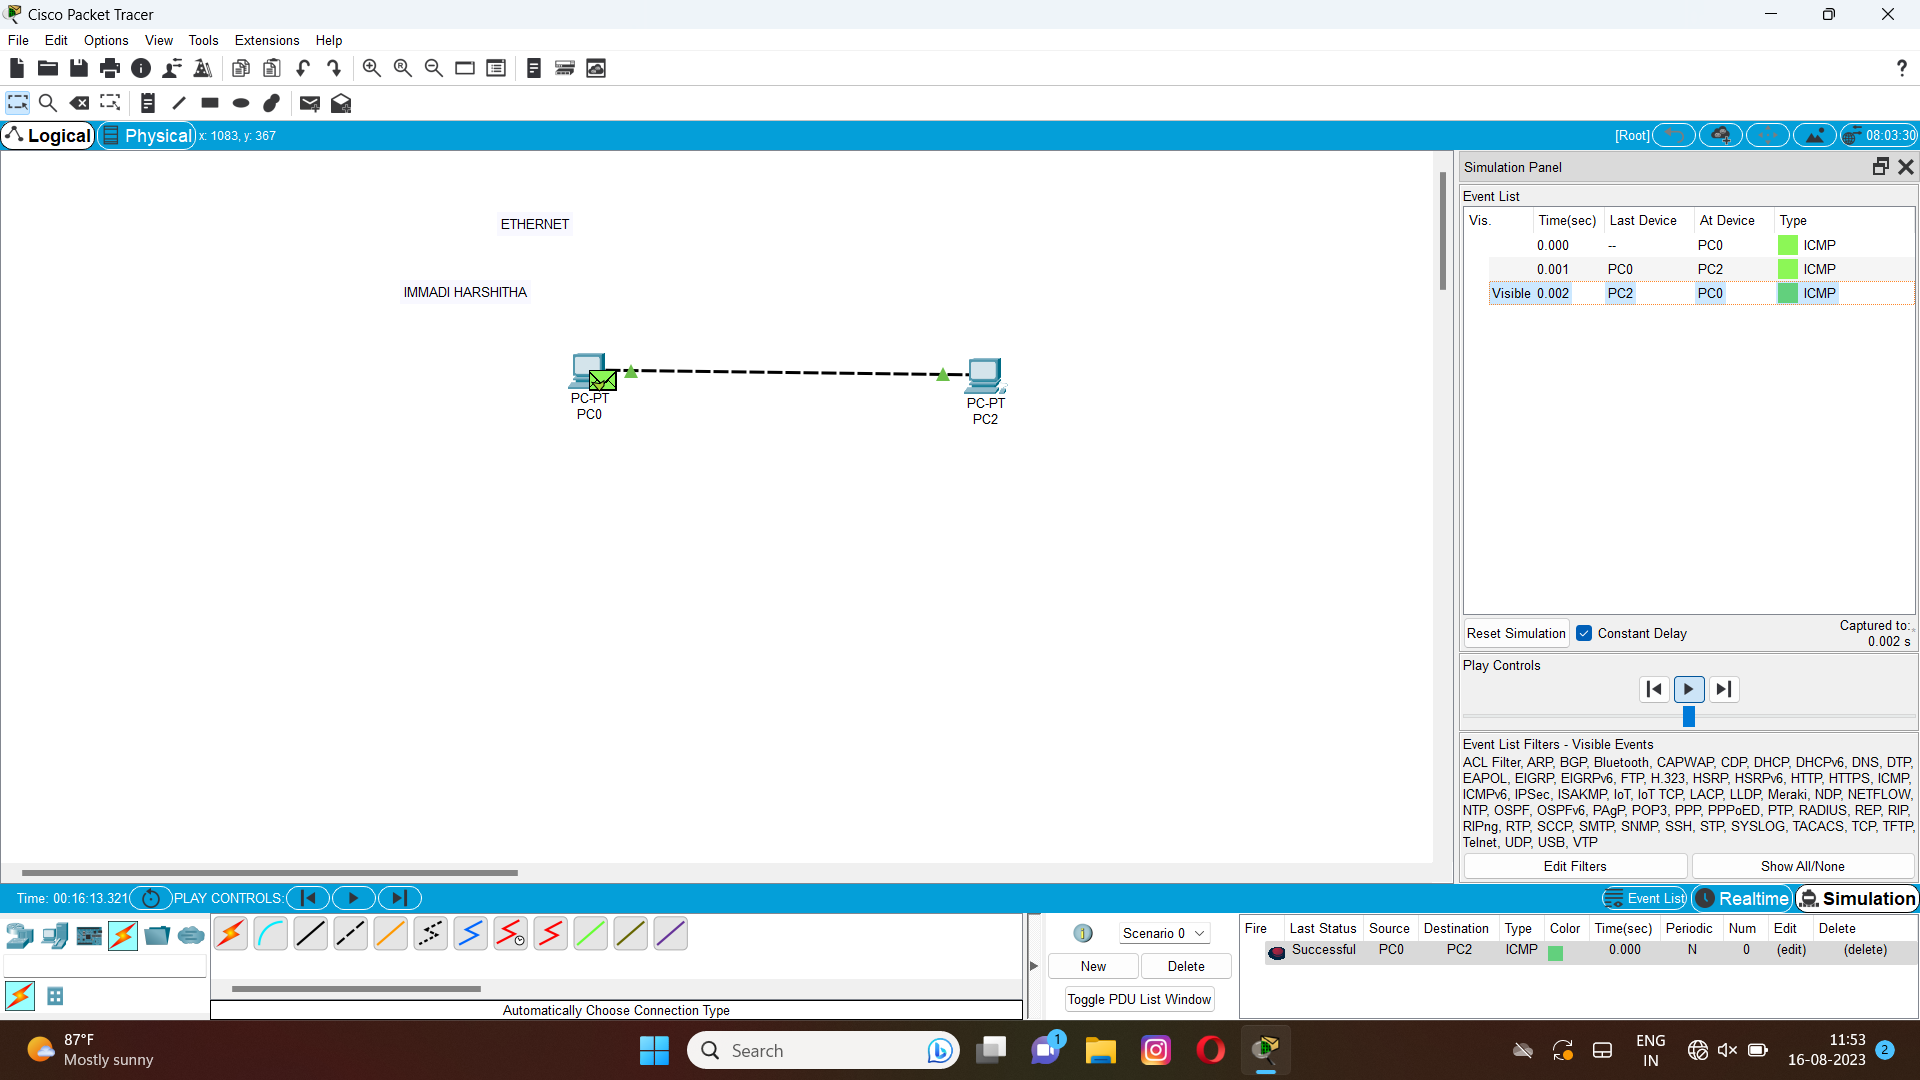 Cisco Packet Tracer
File Edit Options View Tools Extensions Help
?
Logical Physical x: 1083, y: 367 [Root] 08:03:30
ETHERNET
IMMADI HARSHITHA
PC-PT
PC0
PC-PT
PC2
Simulation Panel
Event List
Vis. Time(sec) Last Device At Device Type
0.000 -- PC0 ICMP
0.001 PC0 PC2 ICMP
Visible 0.002 PC2 PC0 ICMP
Reset Simulation Constant Delay Captured to:
0.002 s
Play Controls
Event List Filters - Visible Events
ACL Filter, ARP, BGP, Bluetooth, CAPWAP, CDP, DHCP, DHCPv6, DNS, DTP,
EAPOL, EIGRP, EIGRPv6, FTP, H.323, HSRP, HSRPv6, HTTP, HTTPS, ICMP,
ICMPv6, IPSec, ISAKMP, IoT, IoT TCP, LACP, LLDP, Meraki, NDP, NETFLOW,
NTP, OSPF, OSPFv6, PAgP, POP3, PPP, PPPoED, PTP, RADIUS, REP, RIP,
RIPng, RTP, SCCP, SMTP, SNMP, SSH, STP, SYSLOG, TACACS, TCP, TFTP,
Telnet, UDP, USB, VTP
Edit Filters Show All/None
Time: 00:16:13.321 PLAY CONTROLS: Event List Realtime Simulation
Automatically Choose Connection Type
1 Scenario 0
New Delete
Toggle PDU List Window
Fire Last Status Source Destination Type Color Time(sec) Periodic Num Edit Delete
Successful PC0 PC2 ICMP 0.000 N 0 (edit) (delete)
87°F
Mostly sunny
Search
1
ENG
IN
11:53
16-08-2023
2